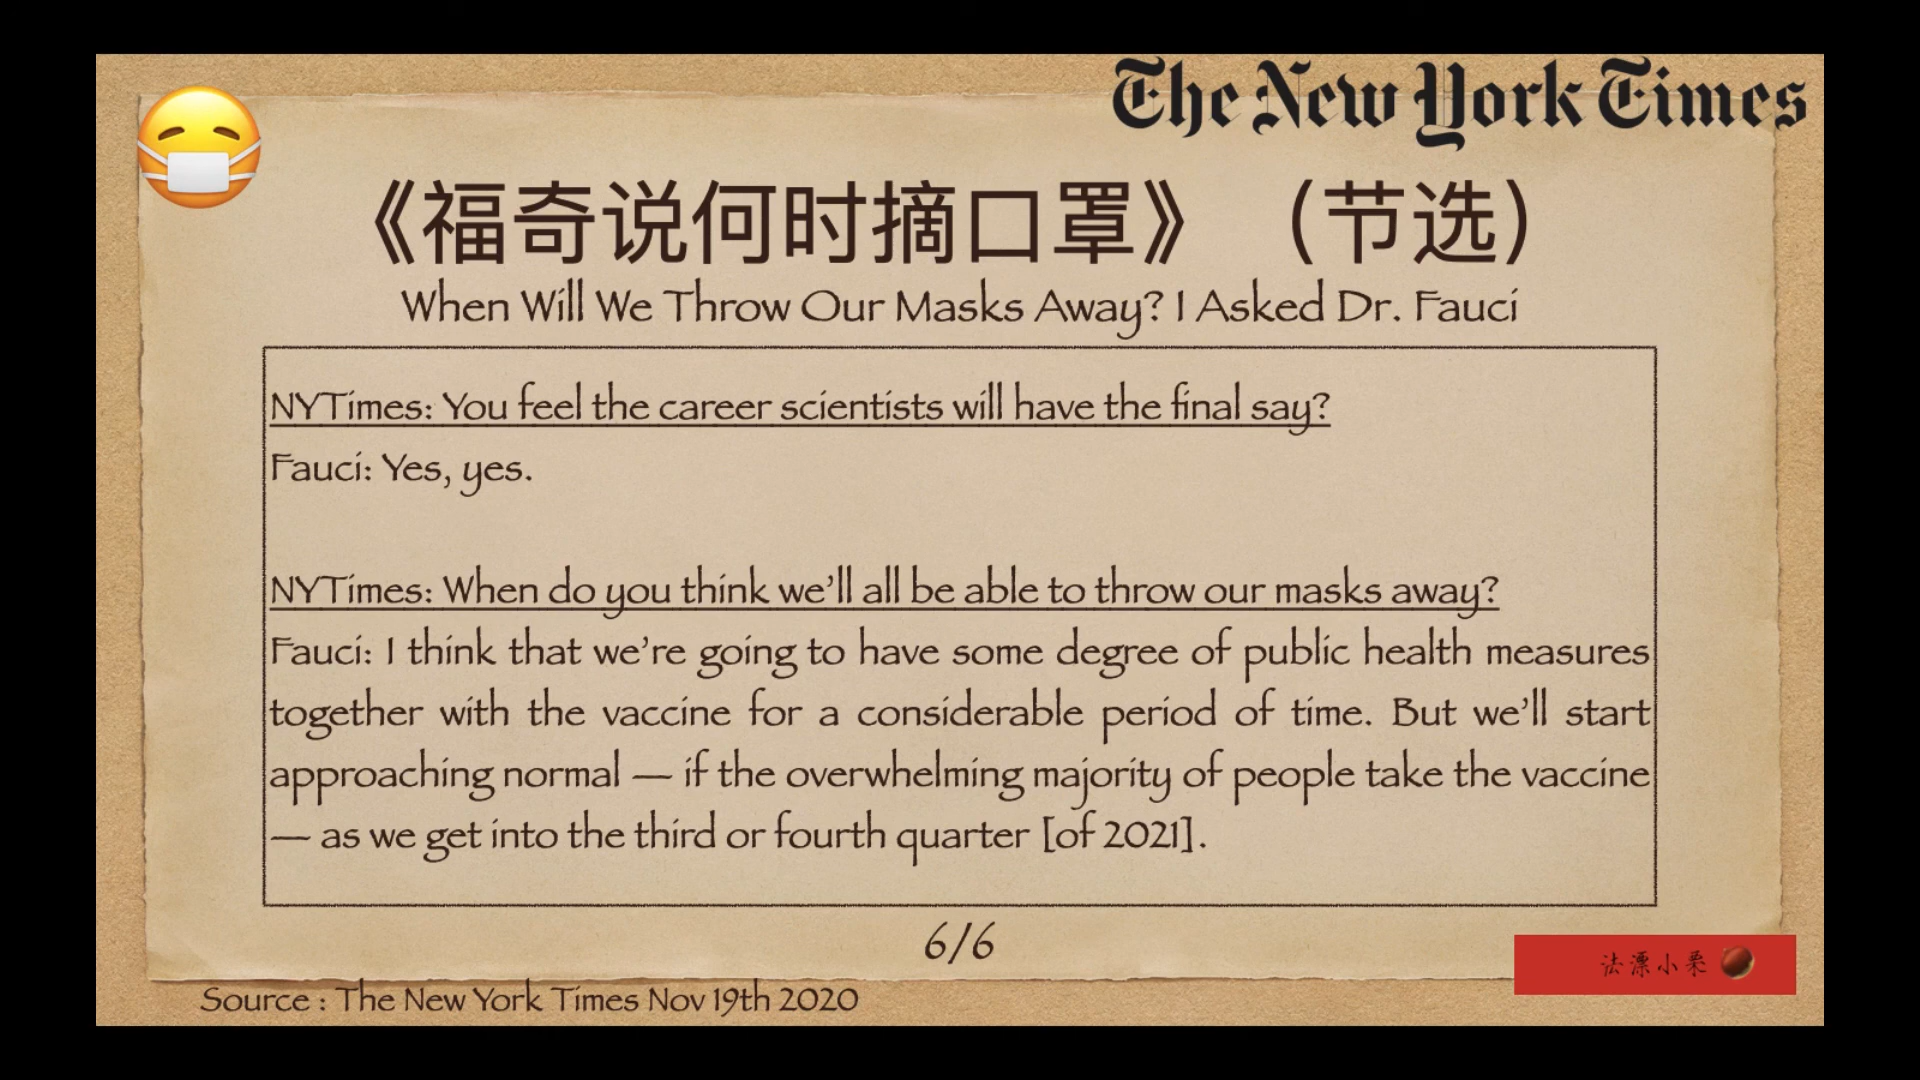 The New York Times
《福奇说何时摘口罩》（节选）
When Will We Throw Our Masks Away? I Asked Dr. Fauci
NYTimes: You feel the career scientists will have the final say?
Fauci: Yes, yes.
NYTimes: When do you think we’ll all be able to throw our masks away?
Fauci: I think that we’re going to have some degree of public health measures
together with the vaccine for a considerable period of time. But we’ll start
approaching normal — if the overwhelming majority of people take the vaccine
— as we get into the third or fourth quarter [of 2021].
6/6
法漂小栗
Source : The New York Times Nov 19th 2020